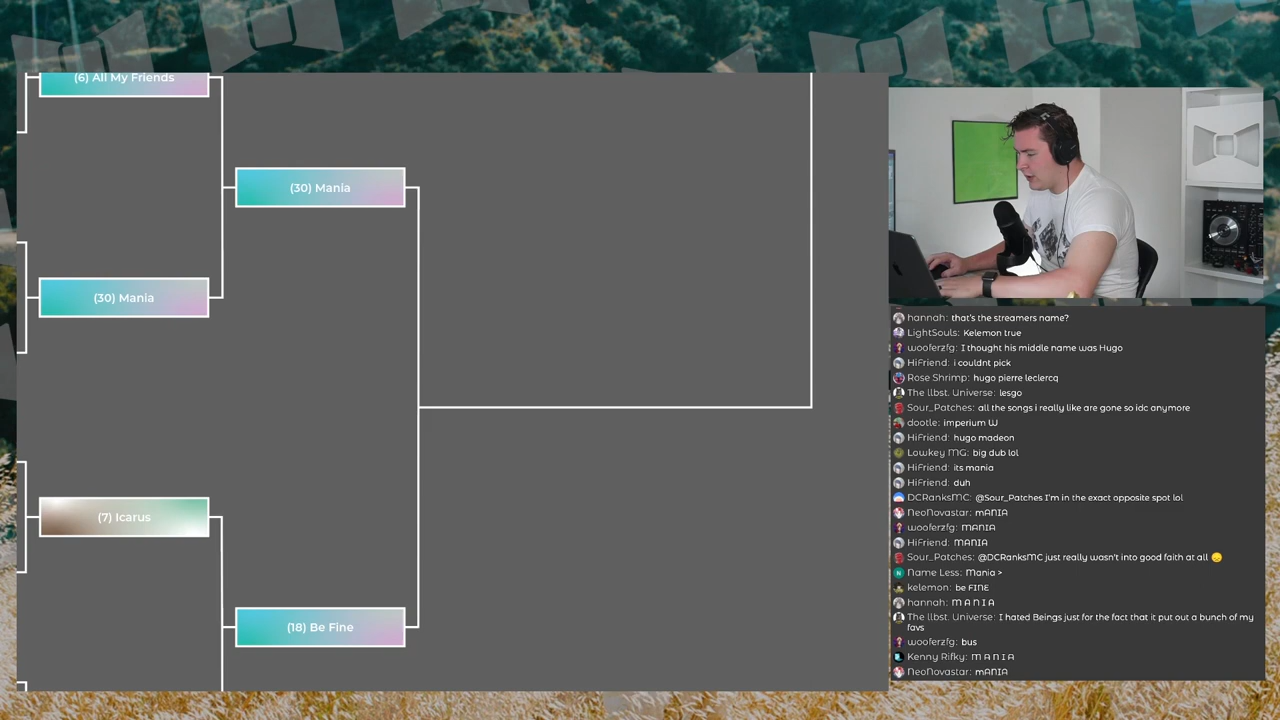 (6) All My Friends
(30) Mania
(30) Mania
(7) Icarus
(18) Be Fine
hannah: that's the streamers name?
LightSouls: Kelemon true
wooferzfg: I thought his middle name was Hugo
HiFriend: i couldnt pick
Rose Shrimp: hugo pierre leclercq
The llbst. Universe: lesgo
Sour_Patches: all the songs i really like are gone so idc anymore
dootle: imperium W
HiFriend: hugo madeon
Lowkey MG: big dub lol
HiFriend: its mania
HiFriend: duh
DCRanksMC: @Sour_Patches I'm in the exact opposite spot lol
NeoNovastar: mANIA
wooferzfg: MANIA
HiFriend: MANIA
Sour_Patches: @DCRanksMC just really wasn't into good faith at all 😞
N Name Less: Mania >
kelemon: be FINE
hannah: M A N I A
The llbst. Universe: I hated Beings just for the fact that it put out a bunch of my
favs
wooferzfg: bus
Kenny Rifky: M A N I A
NeoNovastar: mANIA